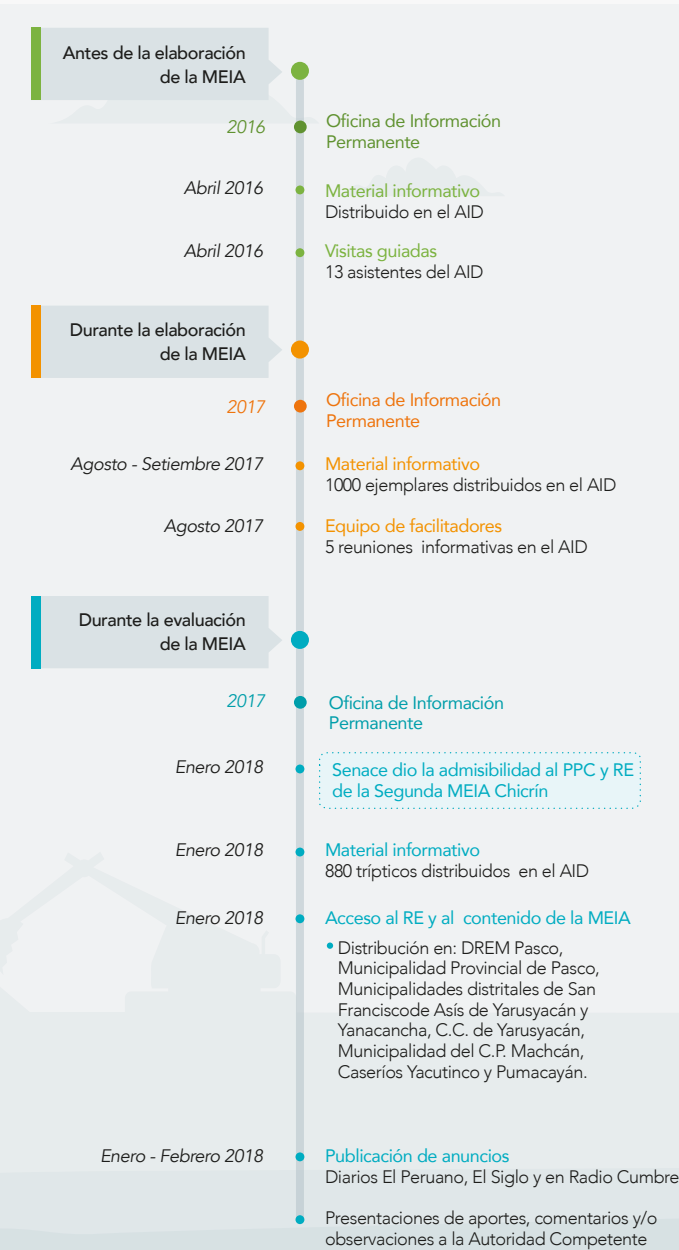 Antes de la elaboración
de la MEIA
2016
Oficina de Información
Permanente
Abril 2016
Material informativo
Distribuido en el AID
Abril 2016
Visitas guiadas
13 asistentes del AID
Durante la elaboración
de la MEIA
2017
Oficina de Información
Permanente
Agosto - Setiembre 2017
Material informativo
1000 ejemplares distribuidos en el AID
Agosto 2017
Equipo de facilitadores
5 reuniones informativas en el AID
Durante la evaluación
de la MEIA
2017
Oficina de Información
Permanente
Enero 2018
Senace dio la admisibilidad al PPC y RE
de la Segunda MEIA Chicrín
Enero 2018
Material informativo
880 trípticos distribuidos en el AID
Enero 2018
Acceso al RE y al contenido de la MEIA
• Distribución en: DREM Pasco,
Municipalidad Provincial de Pasco,
Municipalidades distritales de San
Franciscode Asís de Yarusyacán y
Yanacancha, C.C. de Yarusyacán,
Municipalidad del C.P. Machcán,
Caseríos Yacutinco y Pumacayán.
Enero - Febrero 2018
Publicación de anuncios
Diarios El Peruano, El Siglo y en Radio Cumbre
Presentaciones de aportes, comentarios y/o
observaciones a la Autoridad Competente